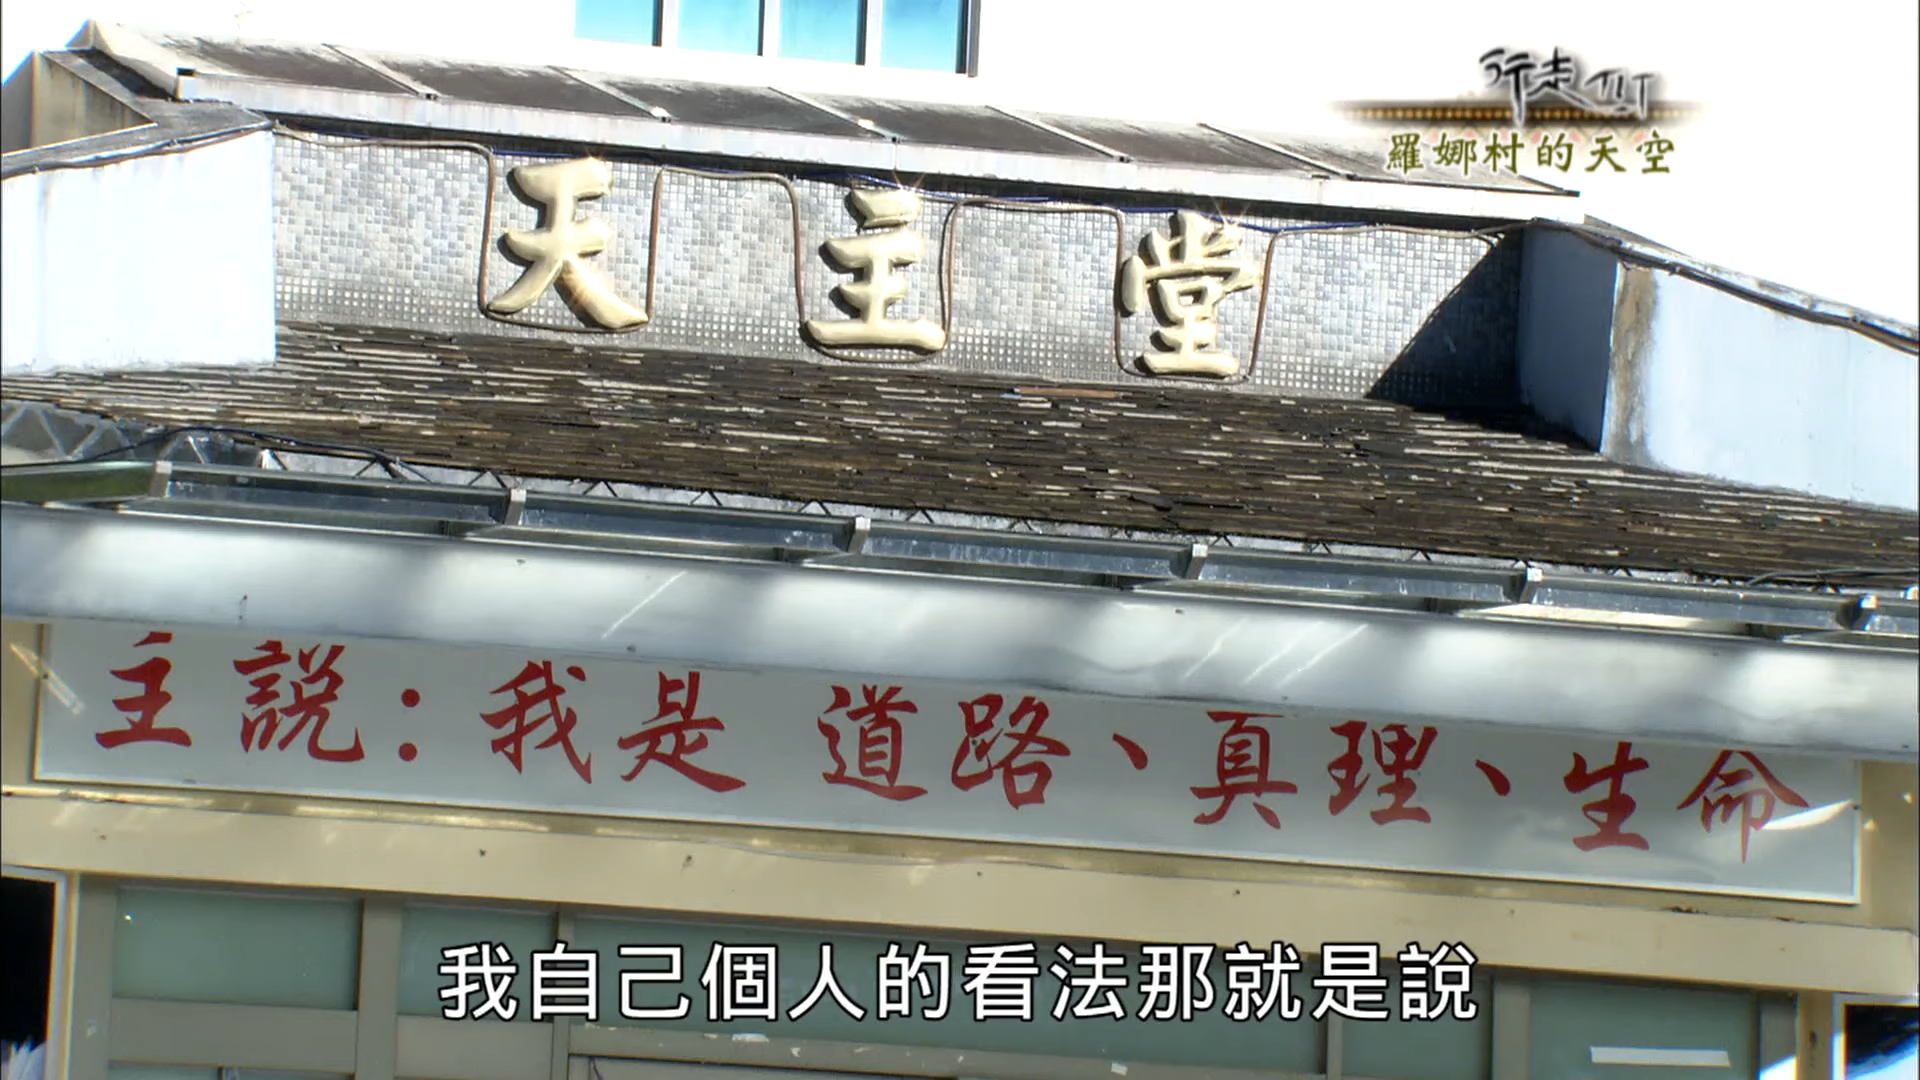 行走TIT
羅娜村的天空
天主堂
主説：我是 道路、真理、生命
我自己個人的看法那就是說